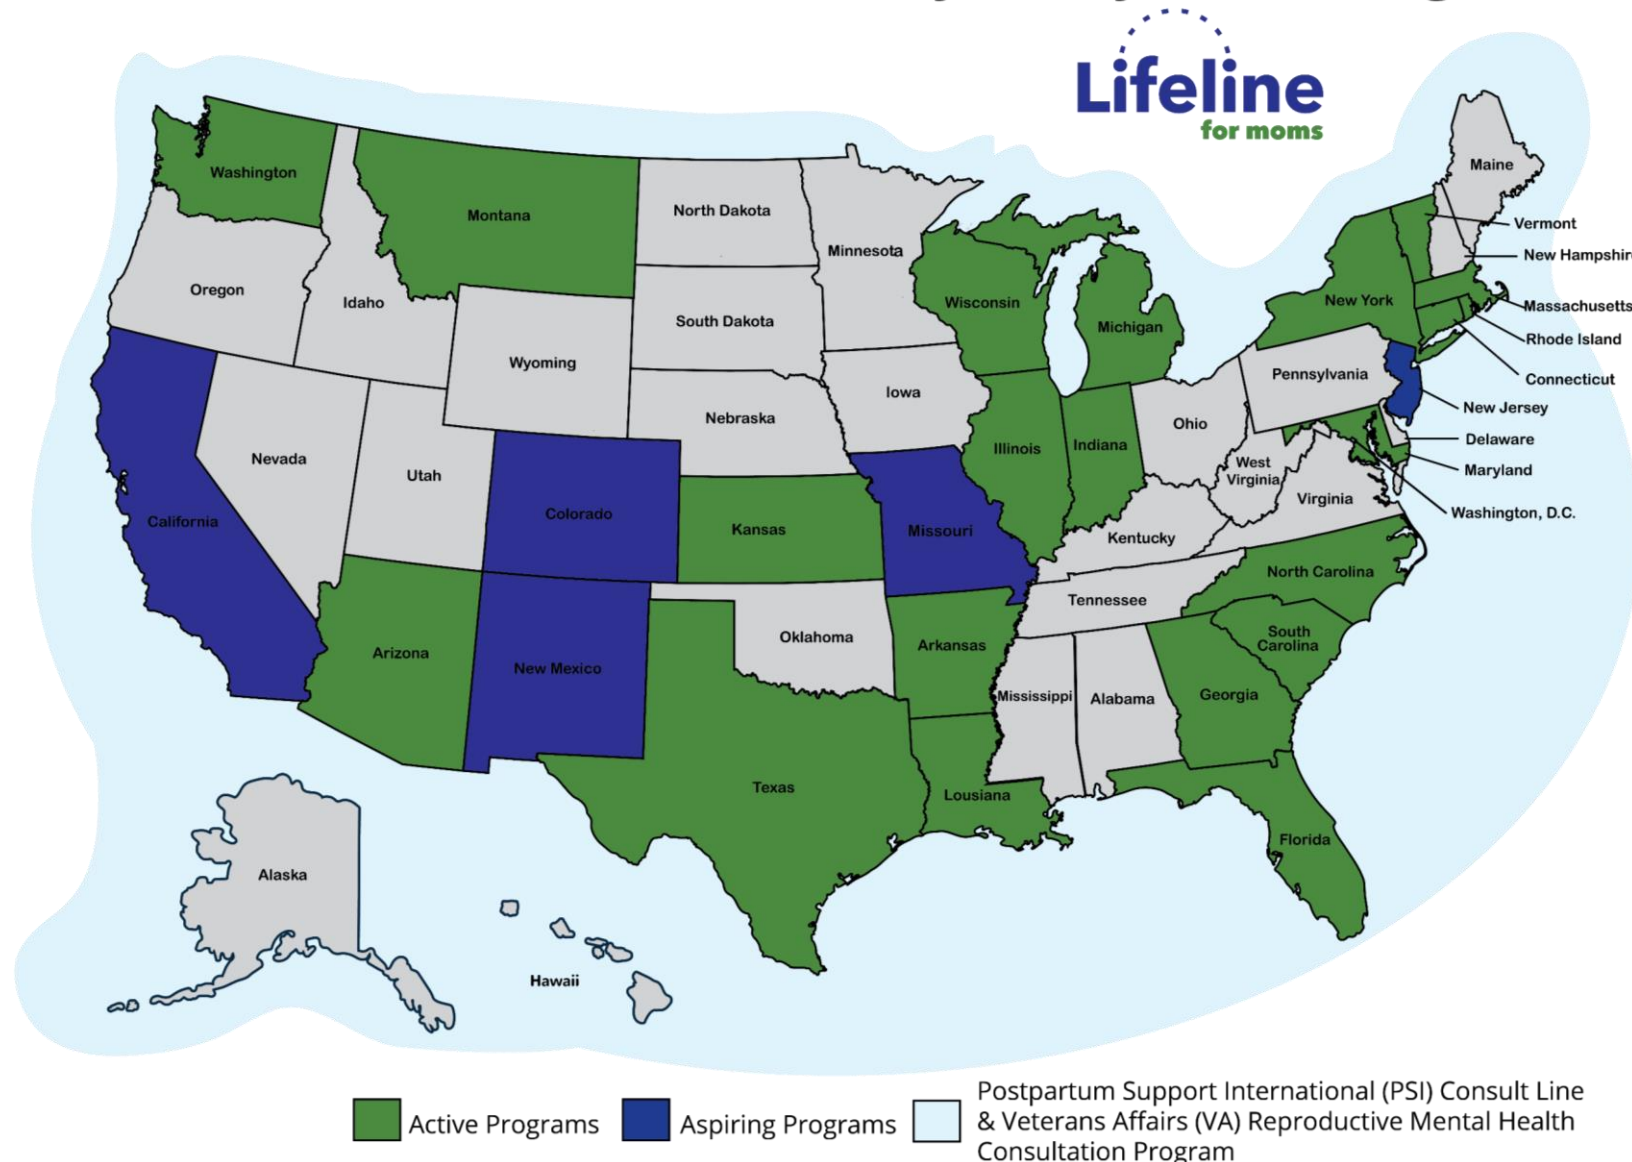 Lifeline
for moms
Washington
Montana
North Dakota
Minnesota
Maine
Vermont
New Hampshire
Oregon
Idaho
Wisconsin
Michigan
New York
Massachusetts
South Dakota
Rhode Island
Wyoming
Iowa
Pennsylvania
Connecticut
Nebraska
Ohio
New Jersey
Nevada
Utah
Illinois
Indiana
Delaware
West
Virginia
Maryland
California
Colorado
Kansas
Missouri
Kentucky
Virginia
Washington, D.C.
North Carolina
Tennessee
Oklahoma
Arkansas
South
Carolina
Arizona
New Mexico
Mississippi
Alabama
Georgia
Texas
Lousiana
Florida
Alaska
Hawaii
Active Programs
Aspiring Programs
Postpartum Support International (PSI) Consult Line
& Veterans Affairs (VA) Reproductive Mental Health
Consultation Program